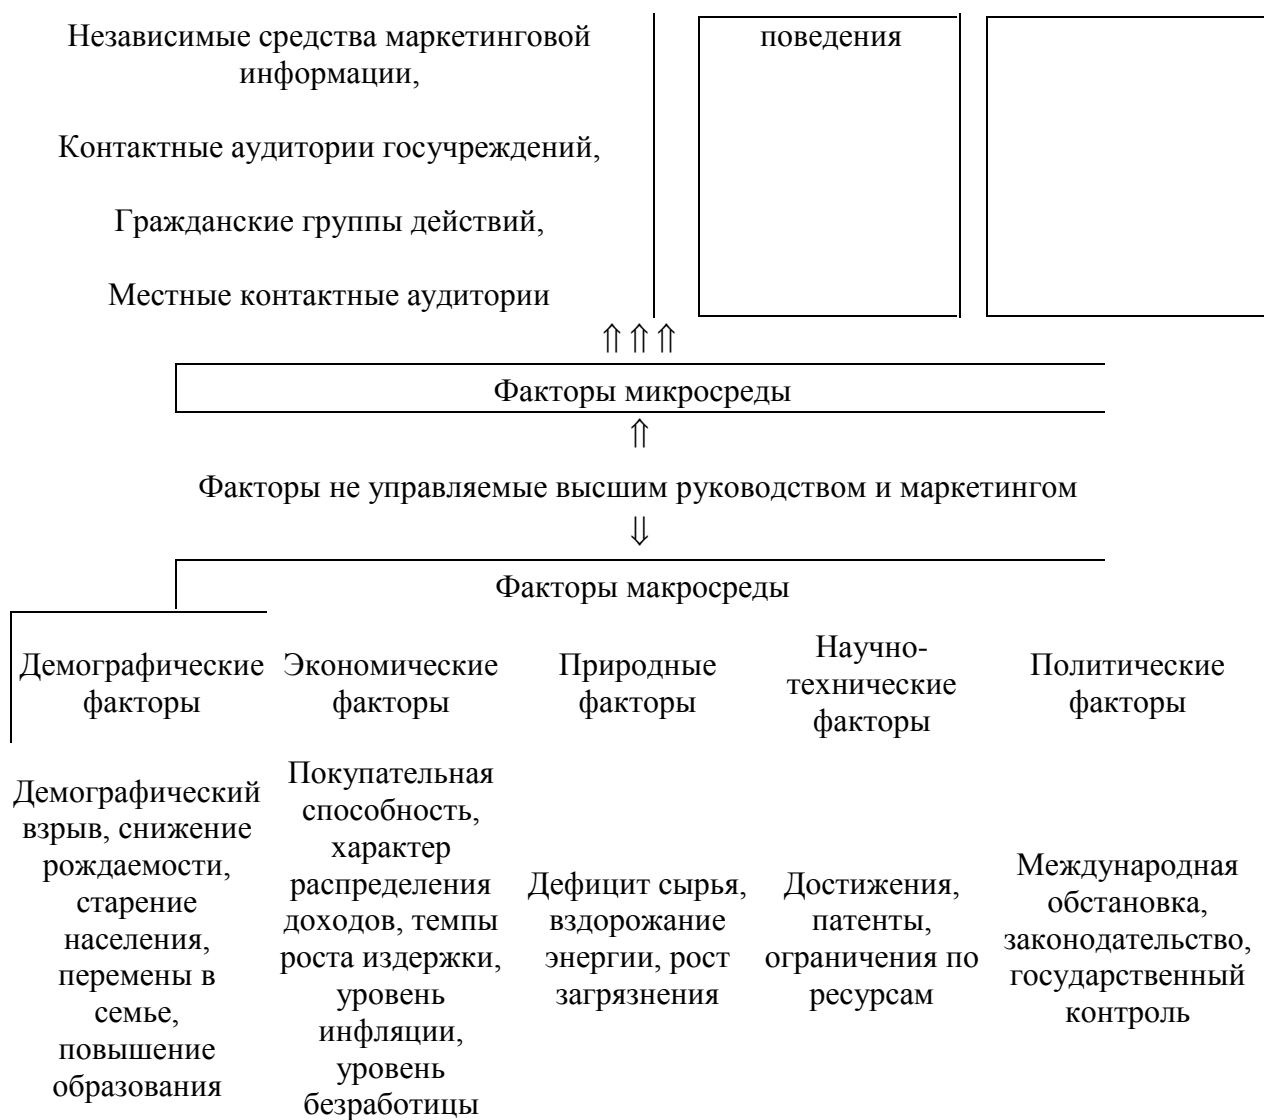 Независимые средства маркетинговой
информации,
Контактные аудитории госучреждений,
Гражданские группы действий,
Местные контактные аудитории
поведения
⇑⇑⇑
Факторы микросреды
⇑
Факторы не управляемые высшим руководством и маркетингом
⇓
Факторы макросреды
Демографические
факторы
Экономические
факторы
Природные
факторы
Научно-
технические
факторы
Политические
факторы
Демографический
взрыв, снижение
рождаемости,
старение
населения,
перемены в
семье,
повышение
образования
Покупательная
способность,
характер
распределения
доходов, темпы
роста издержки,
уровень
инфляции,
уровень
безработицы
Дефицит сырья,
вздорожание
энергии, рост
загрязнения
Достижения,
патенты,
ограничения по
ресурсам
Международная
обстановка,
законодательство,
государственный
контроль